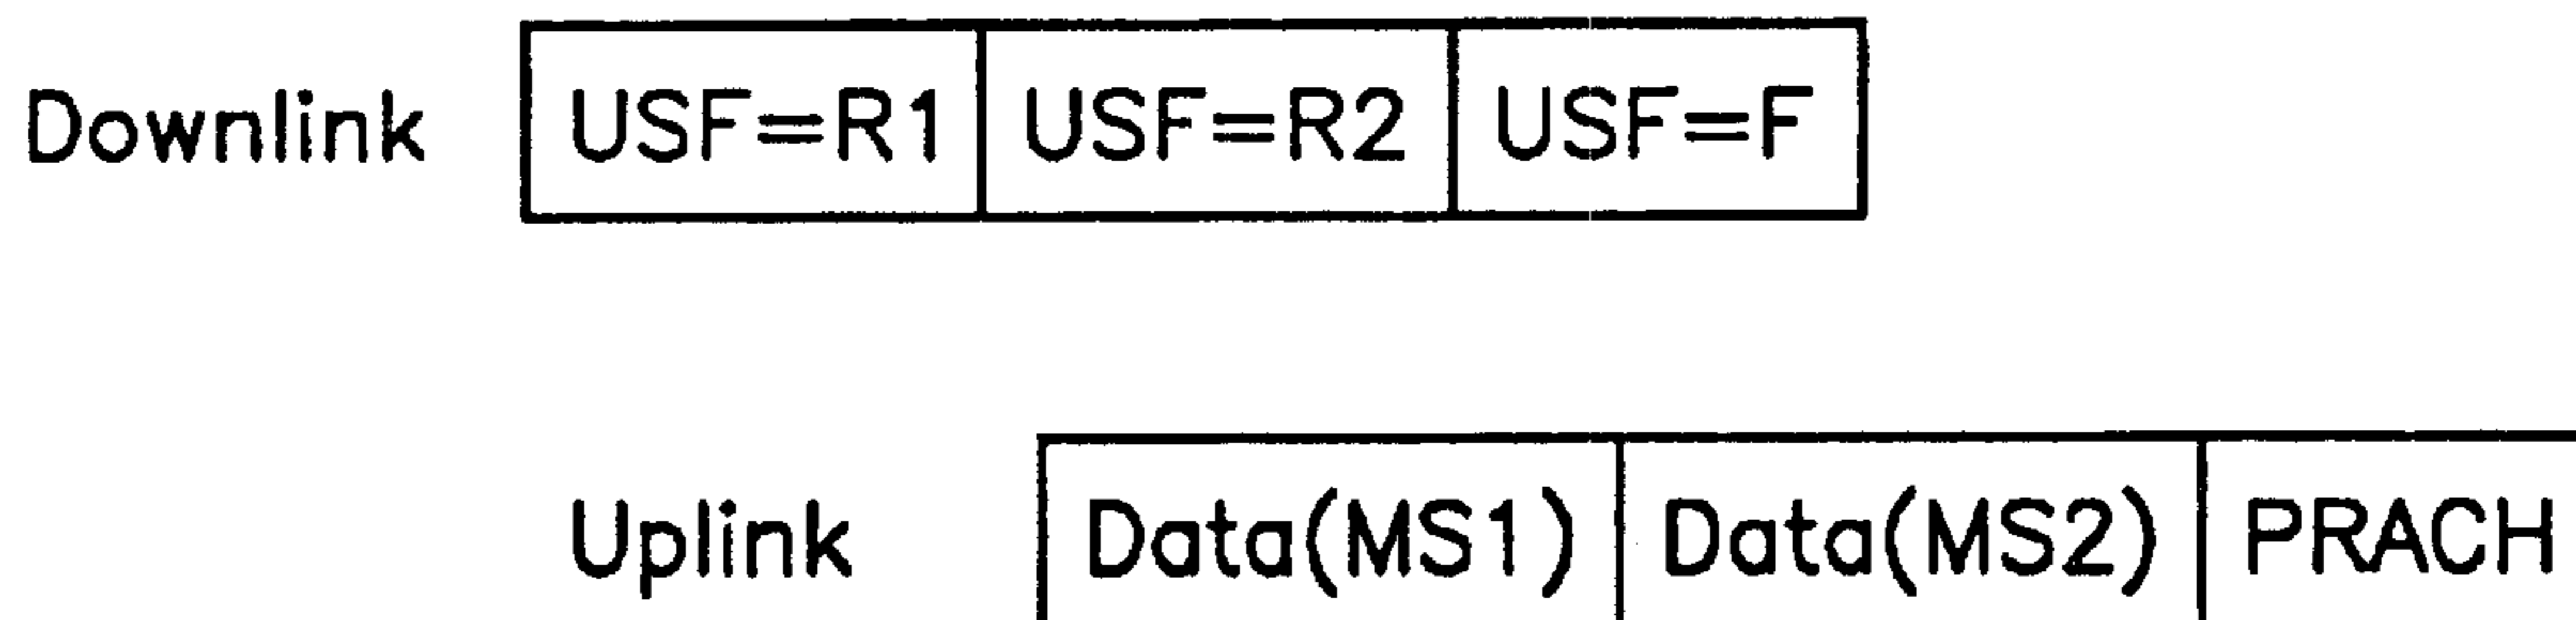 Downlink USF=R1 USF=R2 USF=F
Uplink Data(MS1) Data(MS2) PRACH